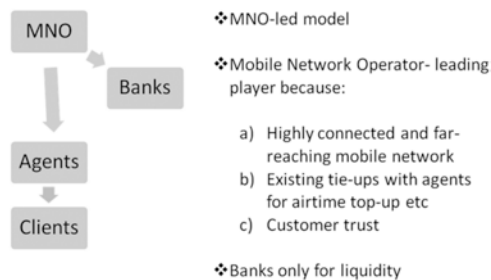 MNO
Banks
Agents
Clients
❖MNO-led model
❖Mobile Network Operator- leading
player because:
a) Highly connected and far-
reaching mobile network
b) Existing tie-ups with agents
for airtime top-up etc
c) Customer trust
❖Banks only for liquidity